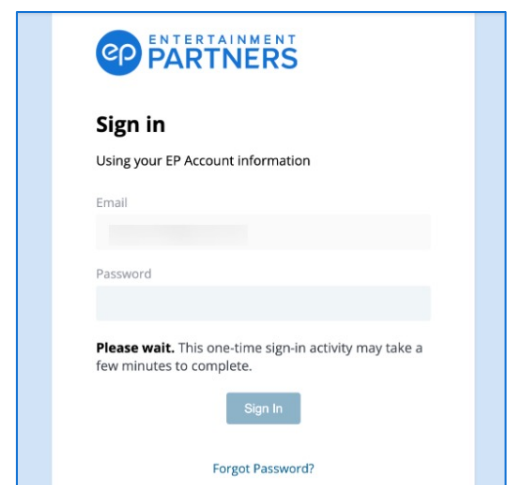 ep ENTERTAINMENT
PARTNERS
Sign in
Using your EP Account information
Email
Password
Please wait. This one-time sign-in activity may take a
few minutes to complete.
Sign In
Forgot Password?